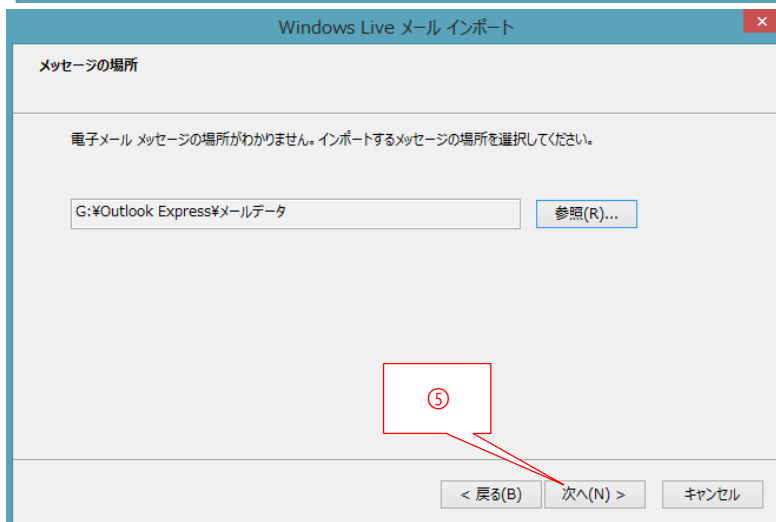 Windows Live メール インポート
メッセージの場所
電子メール メッセージの場所がわかりません。インポートするメッセージの場所を選択してください。
G:¥Outlook Express¥メールデータ
参照(R)...
⑤
< 戻る(B)
次へ(N) >
キャンセル